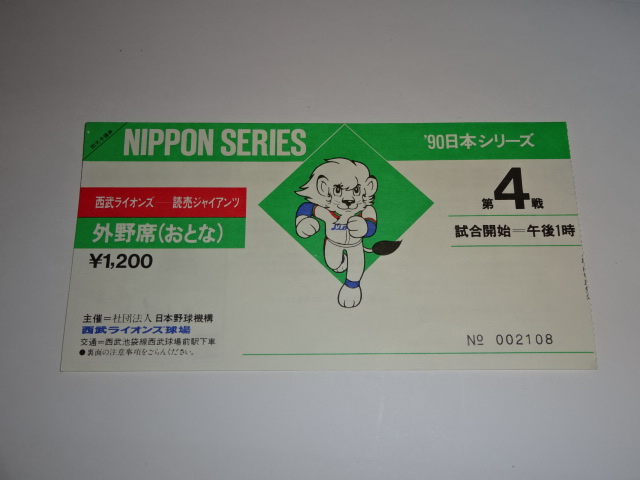 NIPPON SERIES
'90日本シリーズ
西武ライオンズ──読売ジャイアンツ
外野席(おとな)
¥1,200
第4戦
試合開始＝午後1時
主催＝社団法人 日本野球機構
西武ライオンズ球場
交通＝西武池袋線西武球場前駅下車
●裏面の注意事項をごらんください。
№ 002108